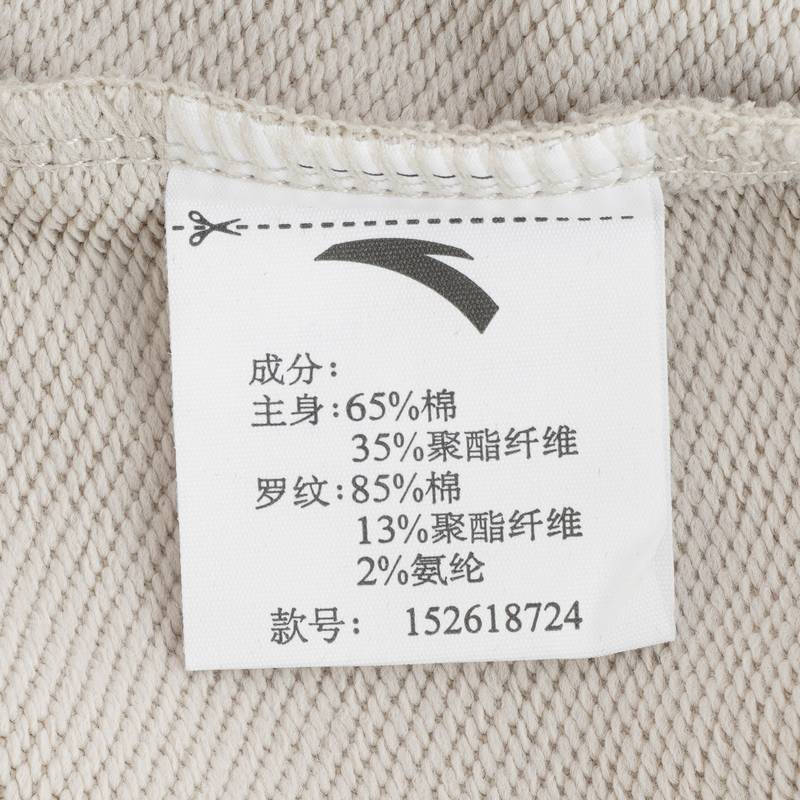 成分:
主身:65%棉
35%聚酯纤维
罗纹:85%棉
13%聚酯纤维
2%氨纶
款号: 152618724